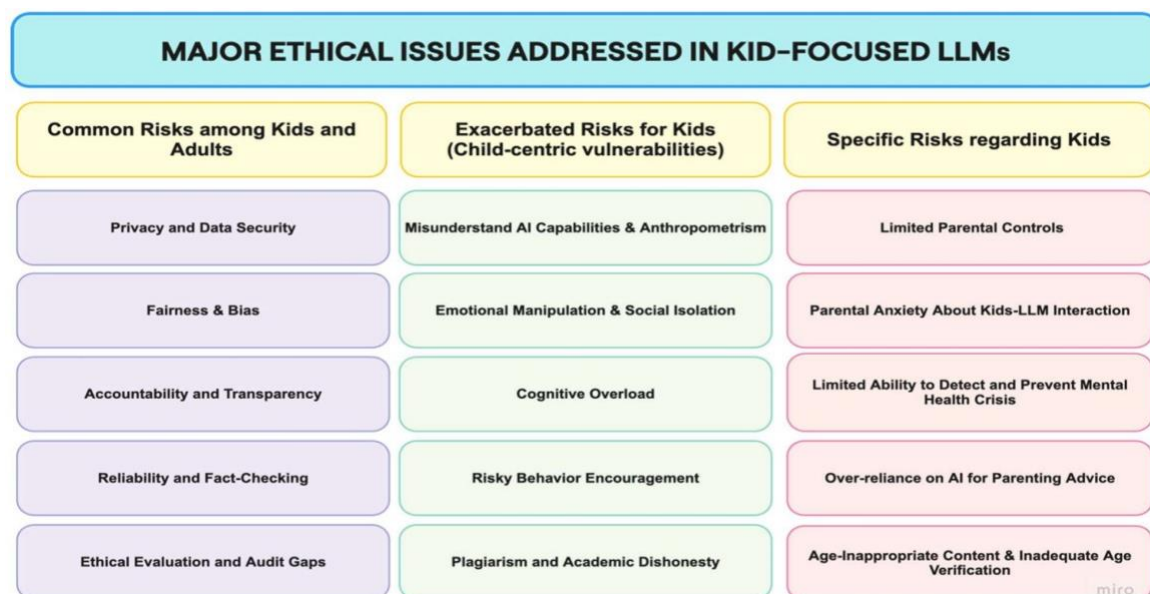 MAJOR ETHICAL ISSUES ADDRESSED IN KID-FOCUSED LLMs
Common Risks among Kids and
Adults
Exacerbated Risks for Kids
(Child-centric vulnerabilities)
Specific Risks regarding Kids
Privacy and Data Security
Misunderstand AI Capabilities & Anthropometrism
Limited Parental Controls
Fairness & Bias
Emotional Manipulation & Social Isolation
Parental Anxiety About Kids-LLM Interaction
Accountability and Transparency
Cognitive Overload
Limited Ability to Detect and Prevent Mental
Health Crisis
Reliability and Fact-Checking
Risky Behavior Encouragement
Over-reliance on AI for Parenting Advice
Ethical Evaluation and Audit Gaps
Plagiarism and Academic Dishonesty
Age-Inappropriate Content & Inadequate Age
Verification
miro